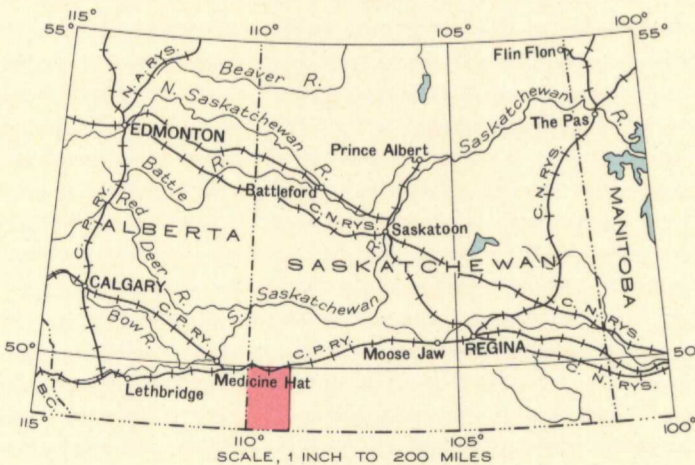 115°
110°
105°
100°
55°
55°
Flin Flon
N.A. RYS.
Beaver R.
N. Saskatchewan R.
Saskatchewan R.
EDMONTON
The Pas
Prince Albert
Battle R.
Battleford
C. N. RYS.
C. N. RYS.
MANITOBA
C. P. RY.
Red Deer R.
ALBERTA
Saskatoon
SASKATCHEWAN
CALGARY
S. Saskatchewan R.
Bow R.
C. P. RY.
C. N. RYS.
50°
C. P. RY.
Moose Jaw
REGINA
50°
Medicine Hat
C. N. RYS.
Lethbridge
B.C.
115°
110°
105°
100°
SCALE, 1 INCH TO 200 MILES